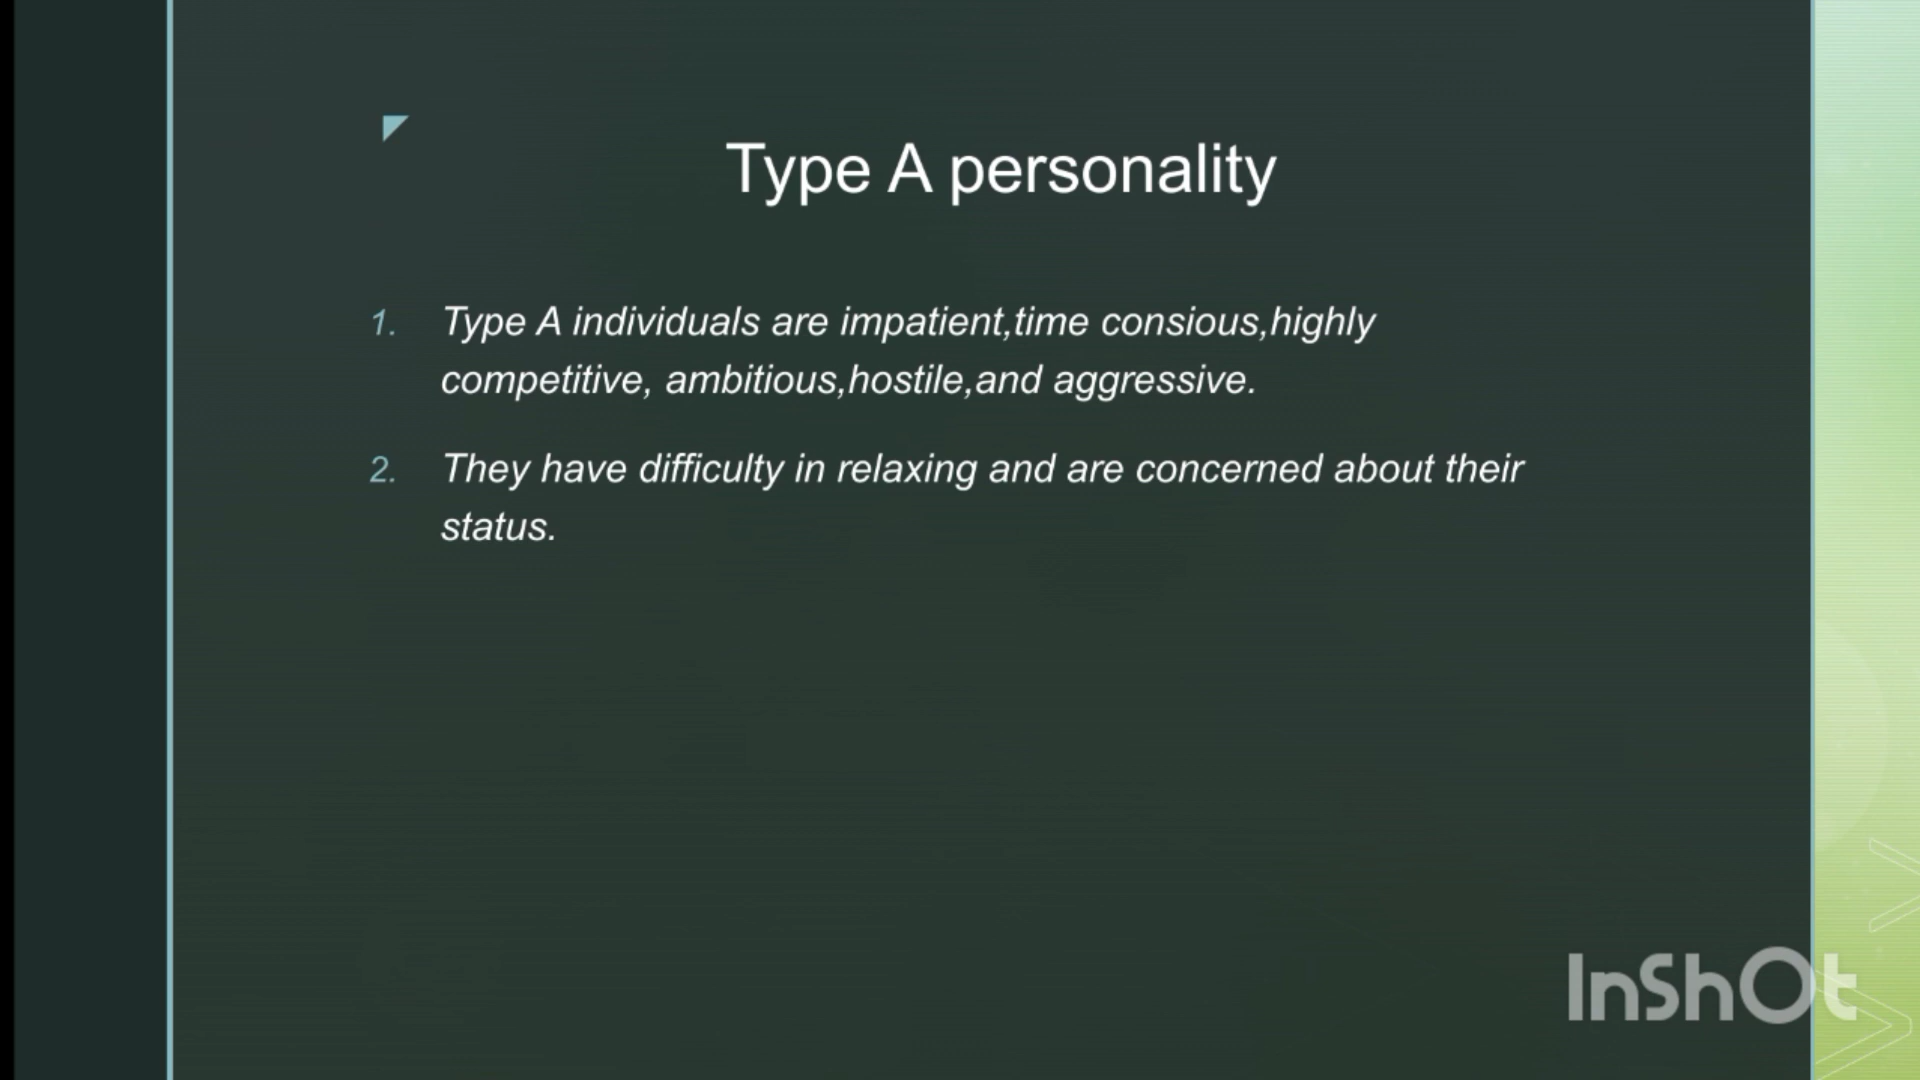 Type A personality
1. Type A individuals are impatient,time consious,highly
competitive, ambitious,hostile,and aggressive.
2. They have difficulty in relaxing and are concerned about their
status.
InShOt